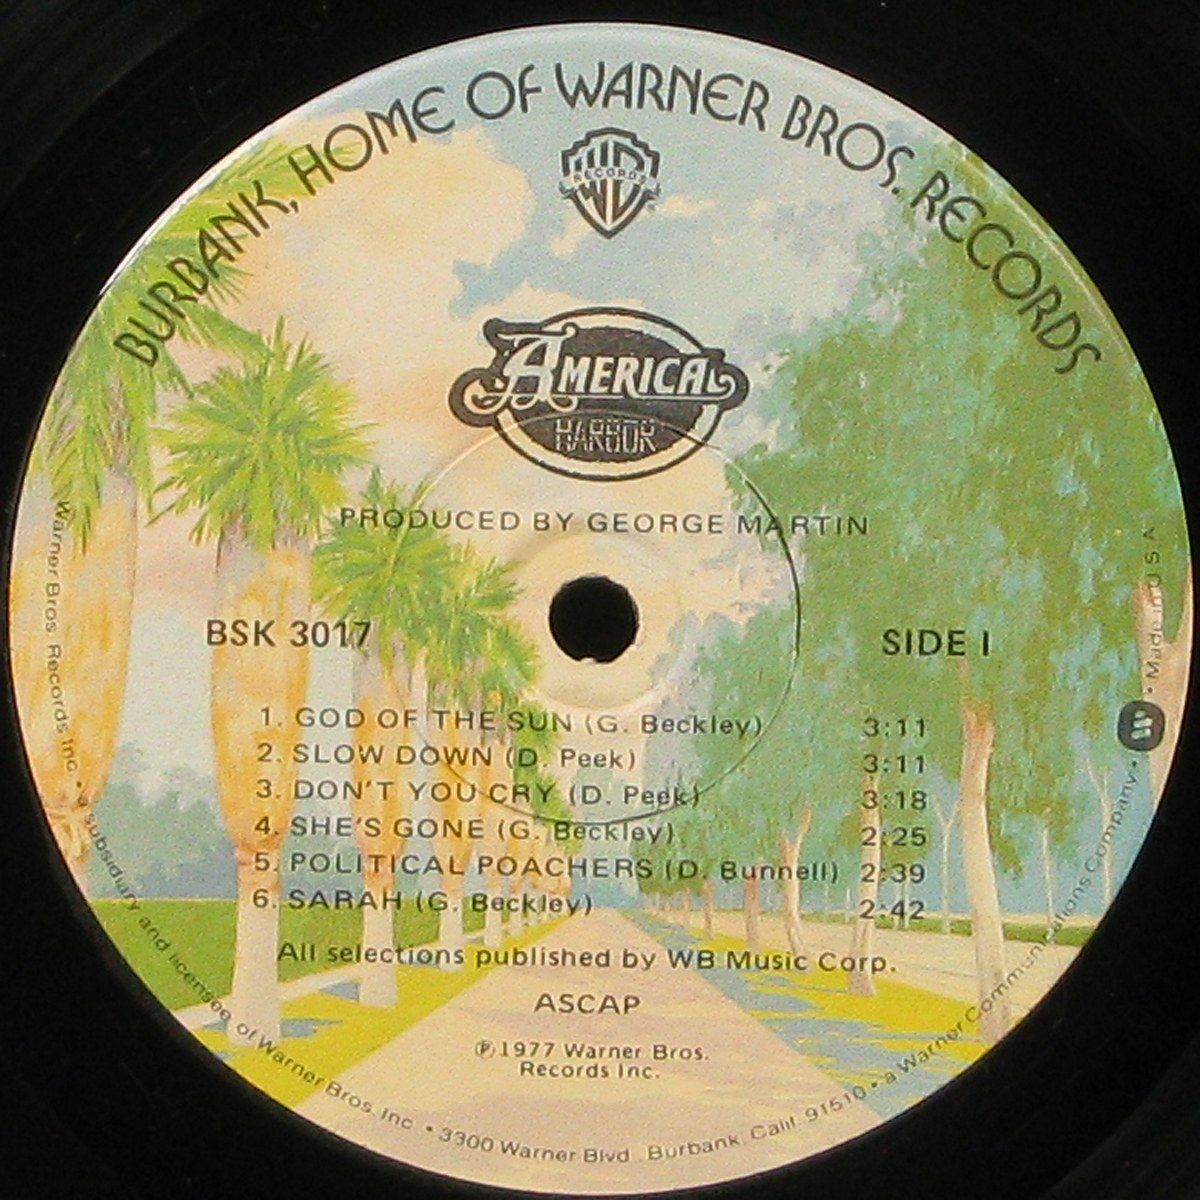 BURBANK, HOME OF WARNER BROS. RECORDS
RECORDS
AMERICA
HARBOR
PRODUCED BY GEORGE MARTIN
BSK 3017
SIDE I
1. GOD OF THE SUN (G. Beckley) 3:11
2. SLOW DOWN (D. Peek) 3:11
3. DON'T YOU CRY (D. Peek) 3:18
4. SHE'S GONE (G. Beckley) 2:25
5. POLITICAL POACHERS (D. Bunnell) 2:39
6. SARAH (G. Beckley) 2:42
All selections published by WB Music Corp.
ASCAP
℗1977 Warner Bros.
Records Inc.
Warner Bros. Records Inc. • a subsidiary and licensee of Warner Bros. Inc. • 3300 Warner Blvd., Burbank, Calif. 91510 • a Warner Communications Company • W • Made in U.S.A.